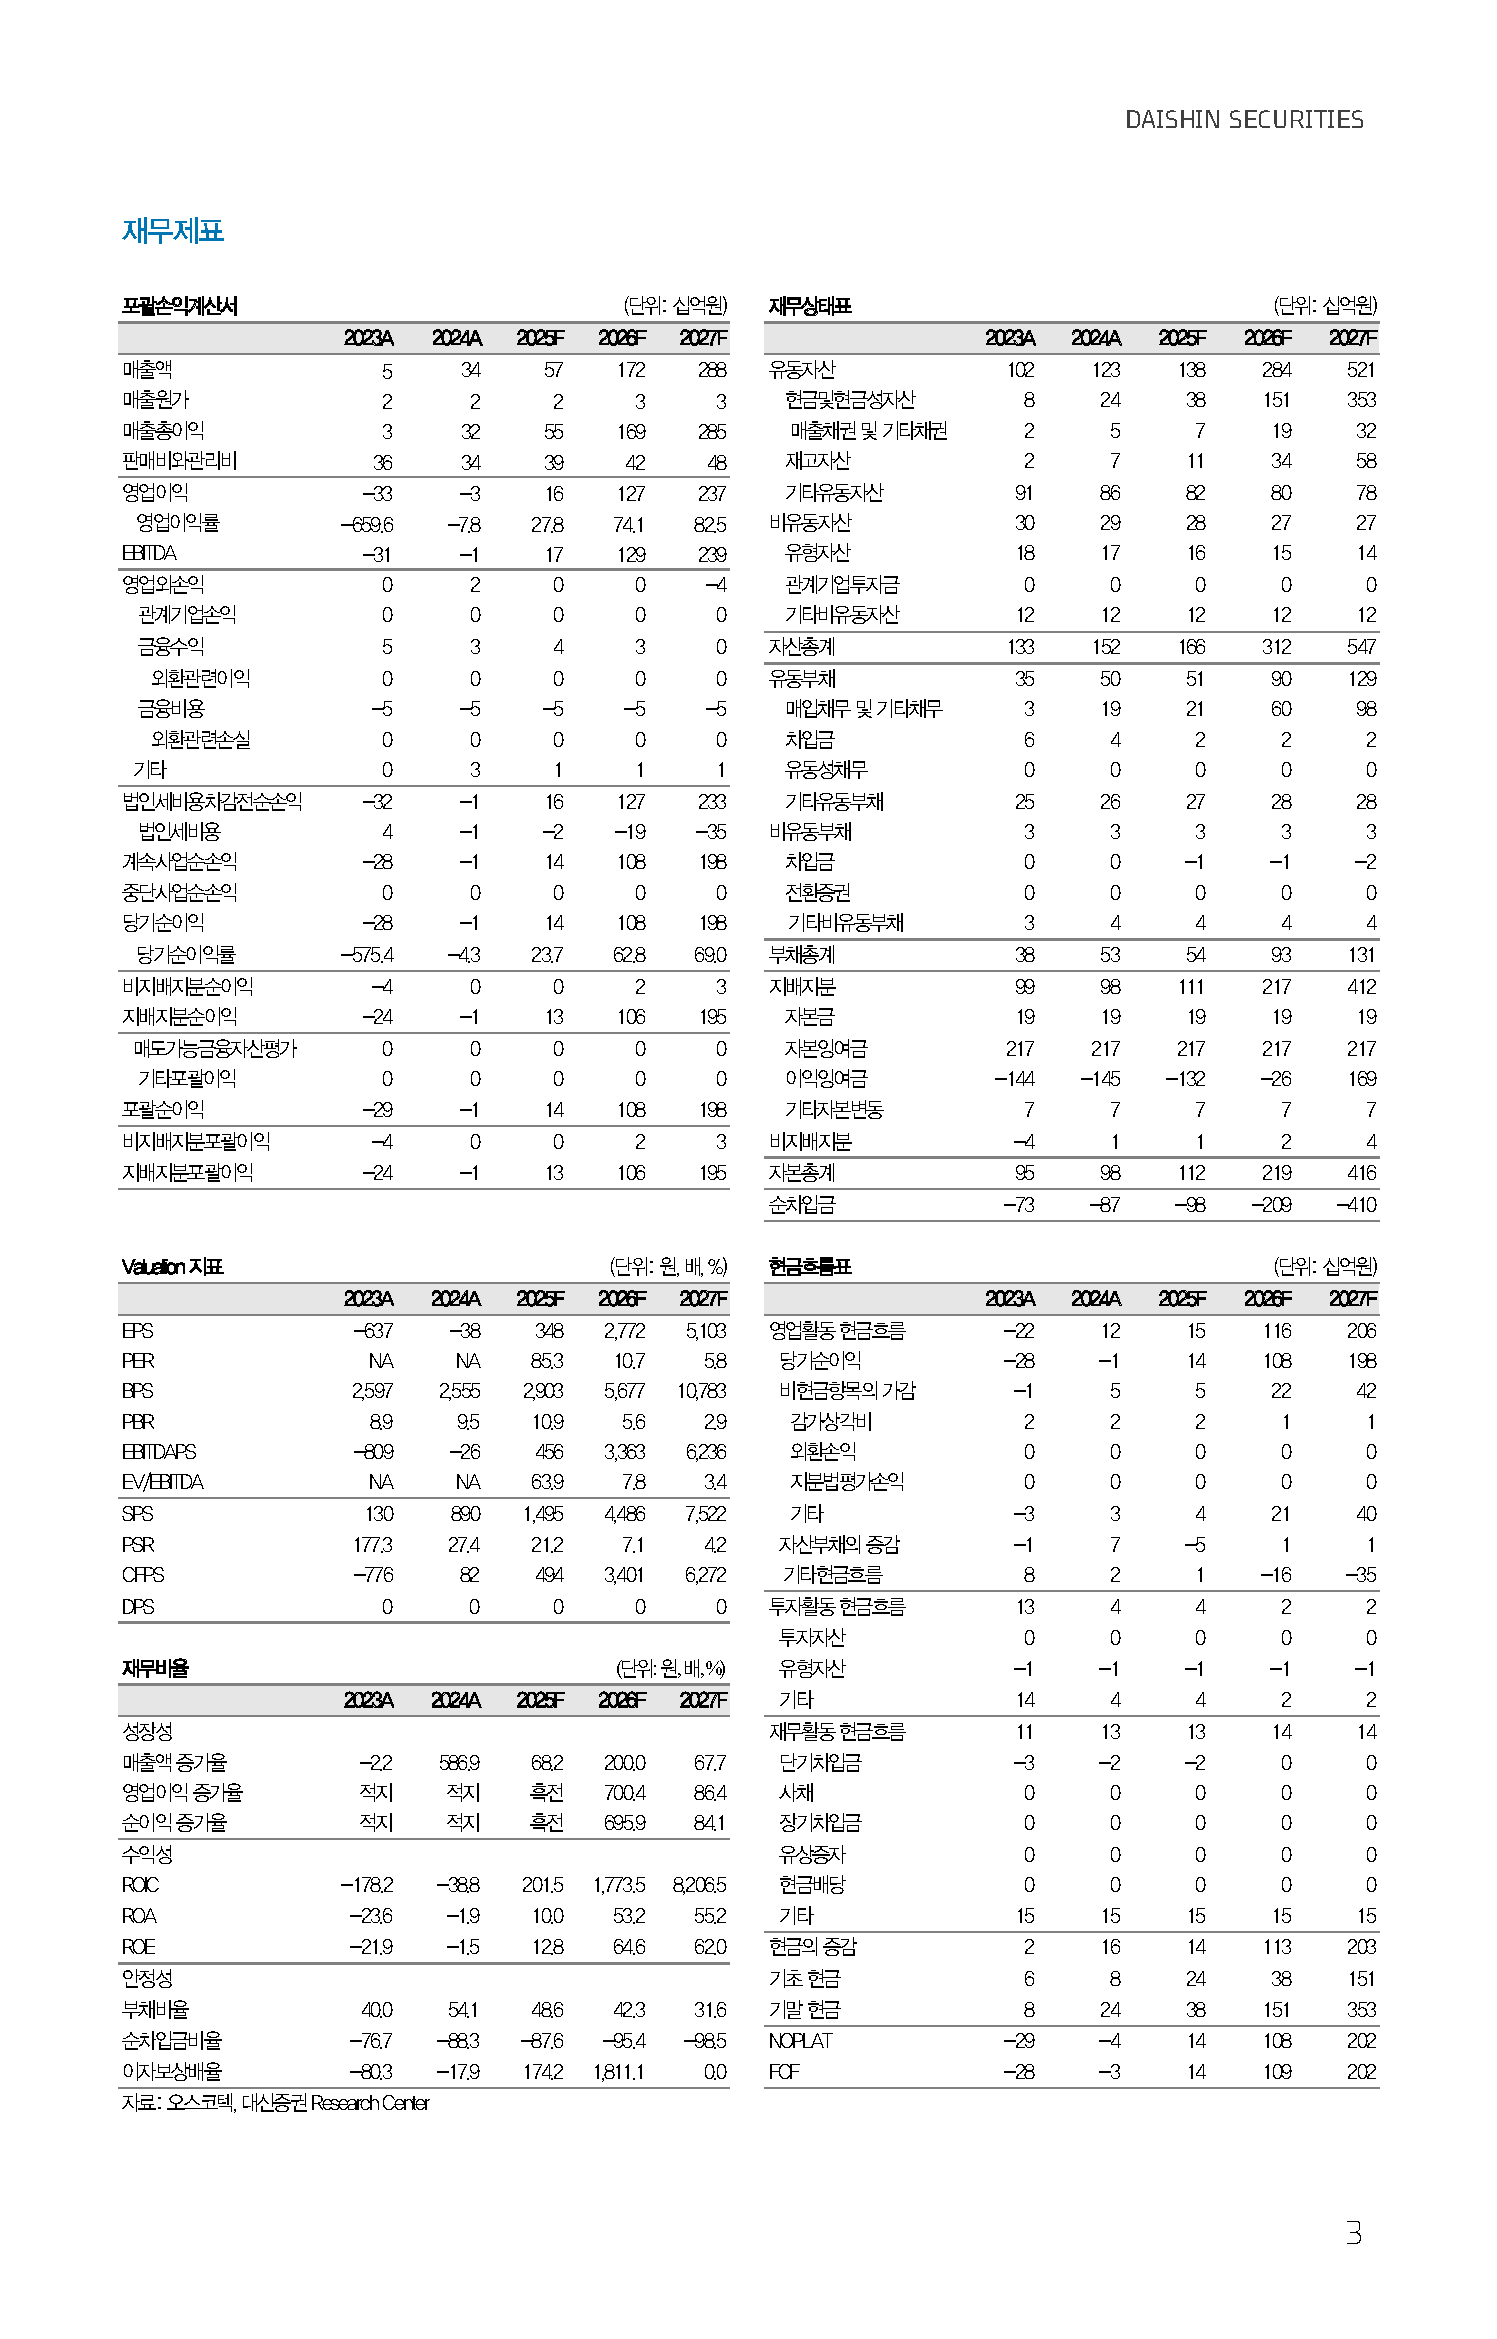 DAISHIN SECURITIES
재무제표
포괄손익계산서 (단위: 십억원)
2023A 2024A 2025F 2026F 2027F
매출액 5 34 57 172 288
매출원가 2 2 2 3 3
매출총이익 3 32 55 169 285
판매비와관리비 36 34 39 42 48
영업이익 -33 -3 16 127 237
영업이익률 -659.6 -7.8 27.8 74.1 82.5
EBITDA -31 -1 17 129 239
영업외손익 0 2 0 0 -4
관계기업손익 0 0 0 0 0
금융수익 5 3 4 3 0
외환관련이익 0 0 0 0 0
금융비용 -5 -5 -5 -5 -5
외환관련손실 0 0 0 0 0
기타 0 3 1 1 1
법인세비용차감전순손익 -32 -1 16 127 233
법인세비용 4 -1 -2 -19 -35
계속사업순손익 -28 -1 14 108 198
중단사업순손익 0 0 0 0 0
당기순이익 -28 -1 14 108 198
당기순이익률 -575.4 -4.3 23.7 62.8 69.0
비지배지분순이익 -4 0 0 2 3
지배지분순이익 -24 -1 13 106 195
매도가능금융자산평가 0 0 0 0 0
기타포괄이익 0 0 0 0 0
포괄순이익 -29 -1 14 108 198
비지배지분포괄이익 -4 0 0 2 3
지배지분포괄이익 -24 -1 13 106 195
재무상태표 (단위: 십억원)
2023A 2024A 2025F 2026F 2027F
유동자산 102 123 138 284 521
현금및현금성자산 8 24 38 151 353
매출채권 및 기타채권 2 5 7 19 32
재고자산 2 7 11 34 58
기타유동자산 91 86 82 80 78
비유동자산 30 29 28 27 27
유형자산 18 17 16 15 14
관계기업투자금 0 0 0 0 0
기타비유동자산 12 12 12 12 12
자산총계 133 152 166 312 547
유동부채 35 50 51 90 129
매입채무 및 기타채무 3 19 21 60 98
차입금 6 4 2 2 2
유동성채무 0 0 0 0 0
기타유동부채 25 26 27 28 28
비유동부채 3 3 3 3 3
차입금 0 0 -1 -1 -2
전환증권 0 0 0 0 0
기타비유동부채 3 4 4 4 4
부채총계 38 53 54 93 131
지배지분 99 98 111 217 412
자본금 19 19 19 19 19
자본잉여금 217 217 217 217 217
이익잉여금 -144 -145 -132 -26 169
기타자본변동 7 7 7 7 7
비지배지분 -4 1 1 2 4
자본총계 95 98 112 219 416
순차입금 -73 -87 -98 -209 -410
Valuation 지표 (단위: 원, 배, %)
2023A 2024A 2025F 2026F 2027F
EPS -637 -38 348 2,772 5,103
PER NA NA 85.3 10.7 5.8
BPS 2,597 2,555 2,903 5,677 10,783
PBR 8.9 9.5 10.9 5.6 2.9
EBITDAPS -809 -26 456 3,363 6,236
EV/EBITDA NA NA 63.9 7.8 3.4
SPS 130 890 1,495 4,486 7,522
PSR 177.3 27.4 21.2 7.1 4.2
CFPS -776 82 494 3,401 6,272
DPS 0 0 0 0 0
재무비율 (단위: 원, 배,%)
2023A 2024A 2025F 2026F 2027F
성장성
매출액 증가율 -2.2 586.9 68.2 200.0 67.7
영업이익 증가율 적지 적지 흑전 700.4 86.4
순이익 증가율 적지 적지 흑전 695.9 84.1
수익성
ROIC -178.2 -38.8 201.5 1,773.5 8,206.5
ROA -23.6 -1.9 10.0 53.2 55.2
ROE -21.9 -1.5 12.8 64.6 62.0
안정성
부채비율 40.0 54.1 48.6 42.3 31.6
순차입금비율 -76.7 -88.3 -87.6 -95.4 -98.5
이자보상배율 -80.3 -17.9 174.2 1,811.1 0.0
자료: 오스코텍, 대신증권 Research Center
현금흐름표 (단위: 십억원)
2023A 2024A 2025F 2026F 2027F
영업활동 현금흐름 -22 12 15 116 206
당기순이익 -28 -1 14 108 198
비현금항목의 가감 -1 5 5 22 42
감가상각비 2 2 2 1 1
외환손익 0 0 0 0 0
지분법평가손익 0 0 0 0 0
기타 -3 3 4 21 40
자산부채의 증감 -1 7 -5 1 1
기타현금흐름 8 2 1 -16 -35
투자활동 현금흐름 13 4 4 2 2
투자자산 0 0 0 0 0
유형자산 -1 -1 -1 -1 -1
기타 14 4 4 2 2
재무활동 현금흐름 11 13 13 14 14
단기차입금 -3 -2 -2 0 0
사채 0 0 0 0 0
장기차입금 0 0 0 0 0
유상증자 0 0 0 0 0
현금배당 0 0 0 0 0
기타 15 15 15 15 15
현금의 증감 2 16 14 113 203
기초 현금 6 8 24 38 151
기말 현금 8 24 38 151 353
NOPLAT -29 -4 14 108 202
FCF -28 -3 14 109 202
3